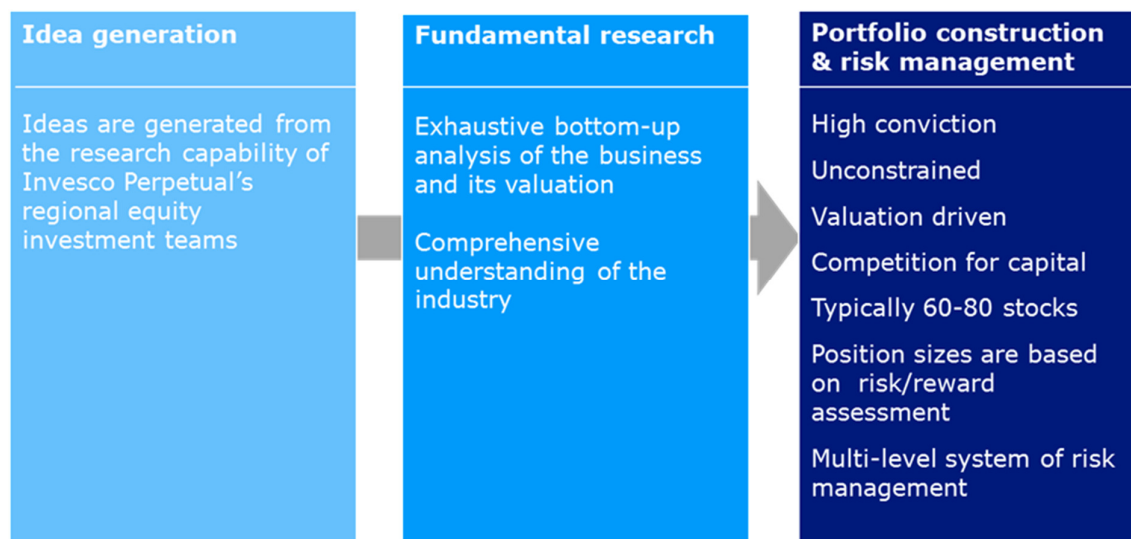 Idea generation
Ideas are generated from
the research capability of
Invesco Perpetual's
regional equity
investment teams
Fundamental research
Exhaustive bottom-up
analysis of the business
and its valuation
Comprehensive
understanding of the
industry
Portfolio construction
& risk management
High conviction
Unconstrained
Valuation driven
Competition for capital
Typically 60-80 stocks
Position sizes are based
on risk/reward
assessment
Multi-level system of risk
management